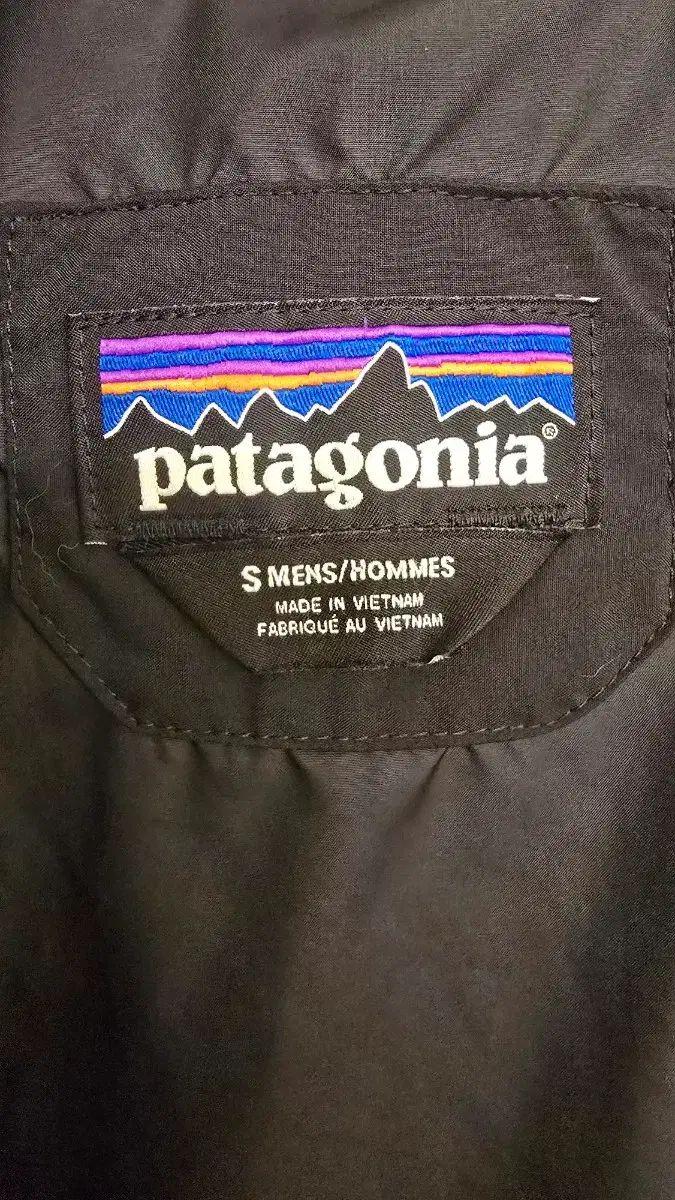 patagonia®
S MENS/HOMMES
MADE IN VIETNAM
FABRIQUÉ AU VIETNAM